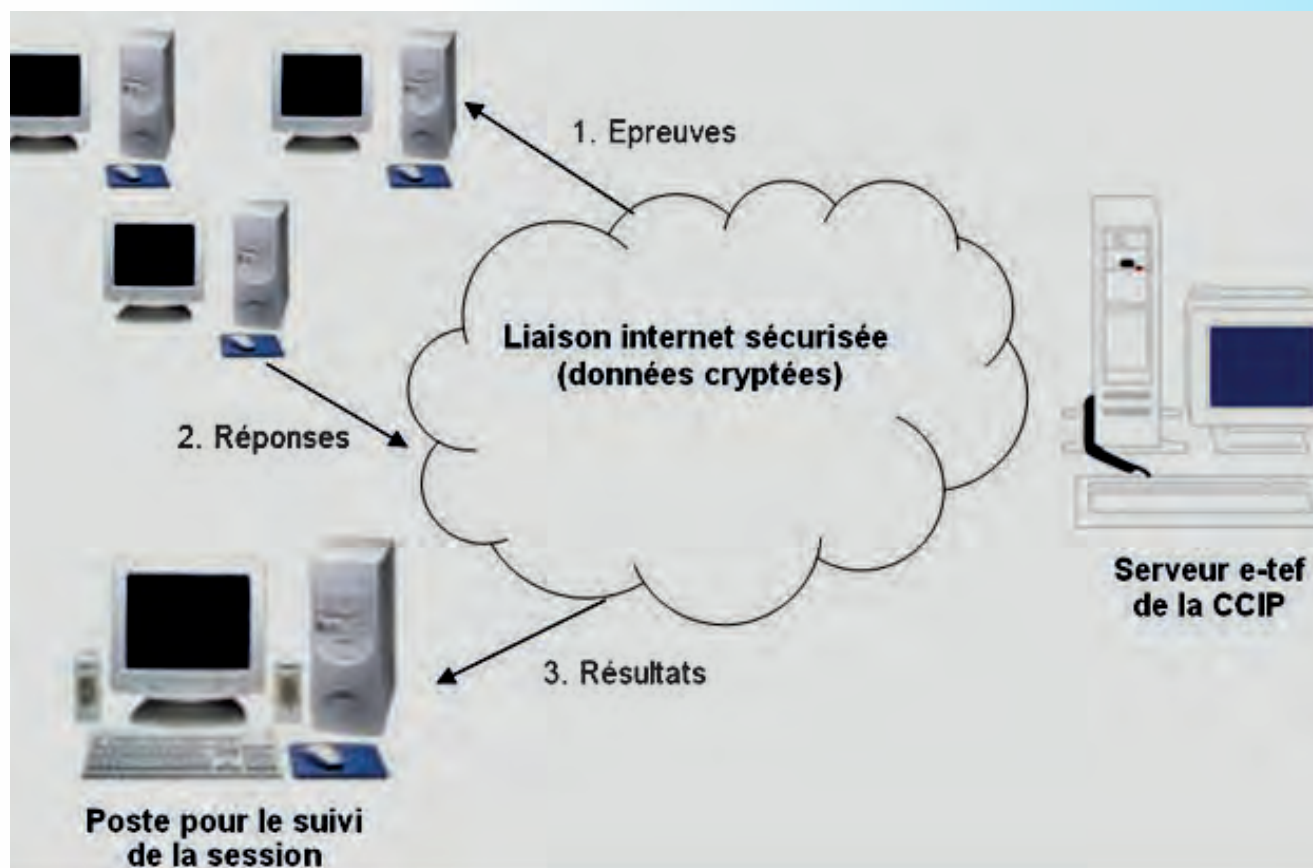 1. Epreuves
Liaison internet sécurisée
(données cryptées)
2. Réponses
Serveur e-tef
de la CCIP
3. Résultats
Poste pour le suivi
de la session